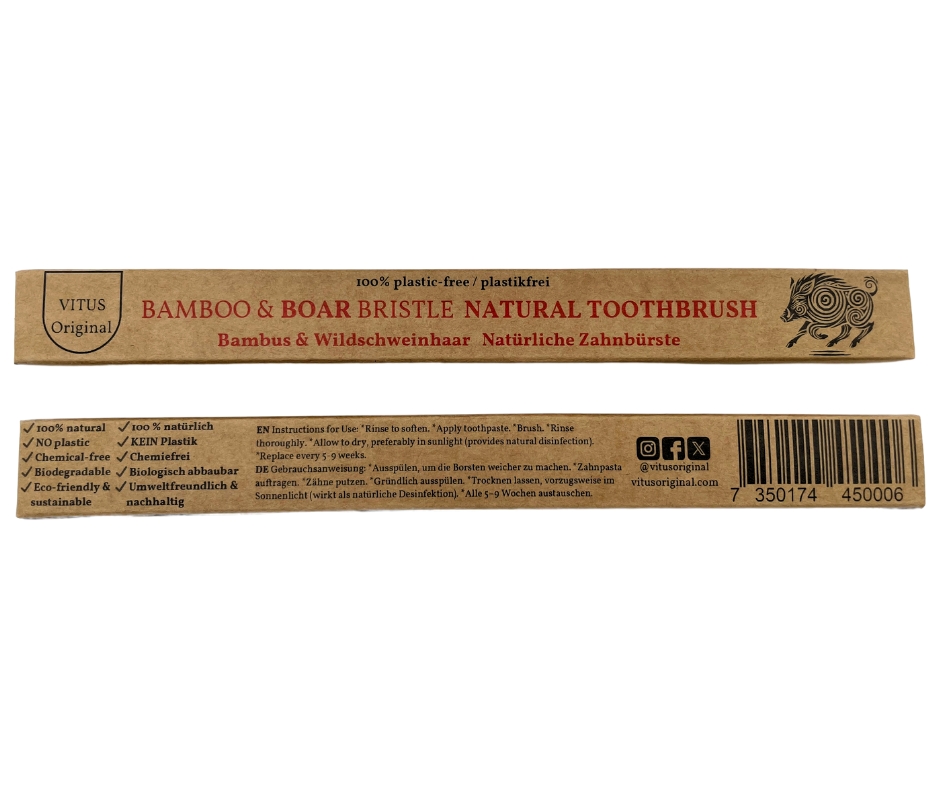 100% plastic-free / plastikfrei
VITUS
Original
BAMBOO & BOAR BRISTLE NATURAL TOOTHBRUSH
Bambus & Wildschweinhaar Natürliche Zahnbürste
✓ 100% natural
✓ NO plastic
✓ Chemical-free
✓ Biodegradable
✓ Eco-friendly &
sustainable
✓ 100 % natürlich
✓ KEIN Plastik
✓ Chemiefrei
✓ Biologisch abbaubar
✓ Umweltfreundlich &
nachhaltig
EN Instructions for Use: *Rinse to soften. *Apply toothpaste. *Brush. *Rinse
thoroughly. *Allow to dry, preferably in sunlight (provides natural disinfection).
*Replace every 5-9 weeks.
DE Gebrauchsanweisung: *Ausspülen, um die Borsten weicher zu machen. *Zahnpasta
auftragen. *Zähne putzen. *Gründlich ausspülen. *Trocknen lassen, vorzugsweise im
Sonnenlicht (wirkt als natürliche Desinfektion). *Alle 5-9 Wochen austauschen.
@vitusoriginal
vitusoriginal.com
7 350174 450006